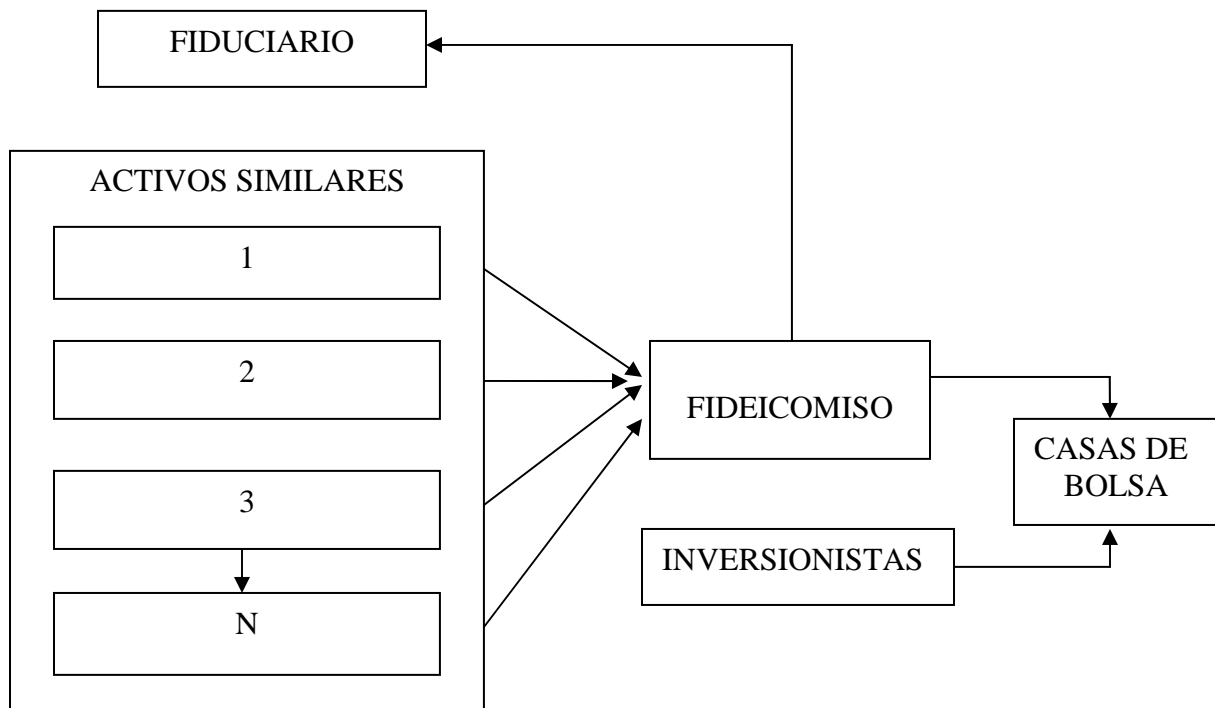 FIDUCIARIO
ACTIVOS SIMILARES
1
2
3
N
FIDEICOMISO
CASAS DE
BOLSA
INVERSIONISTAS